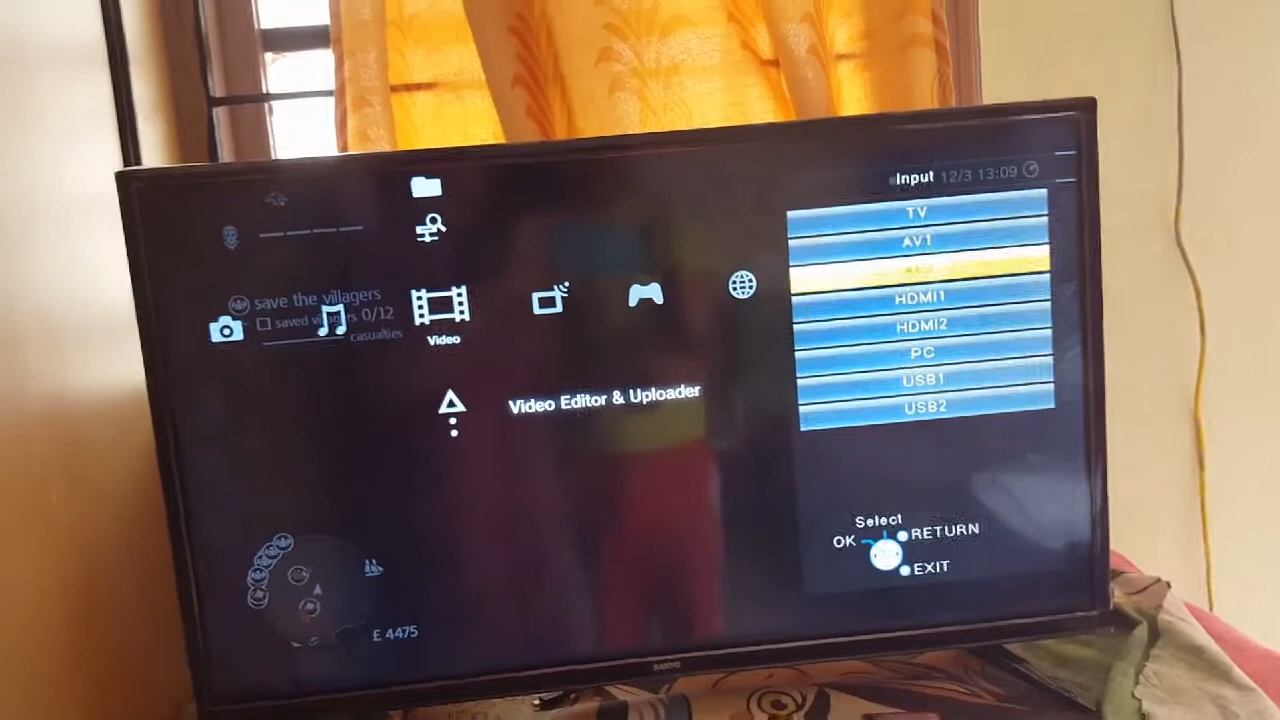 Input 12/3 13:09
TV
AV1
HDMI1
HDMI2
PC
USB1
USB2
save the villagers
saved villagers 0/12
casualties
Video
Video Editor & Uploader
Select
OK
RETURN
EXIT
£ 4475
SANYO